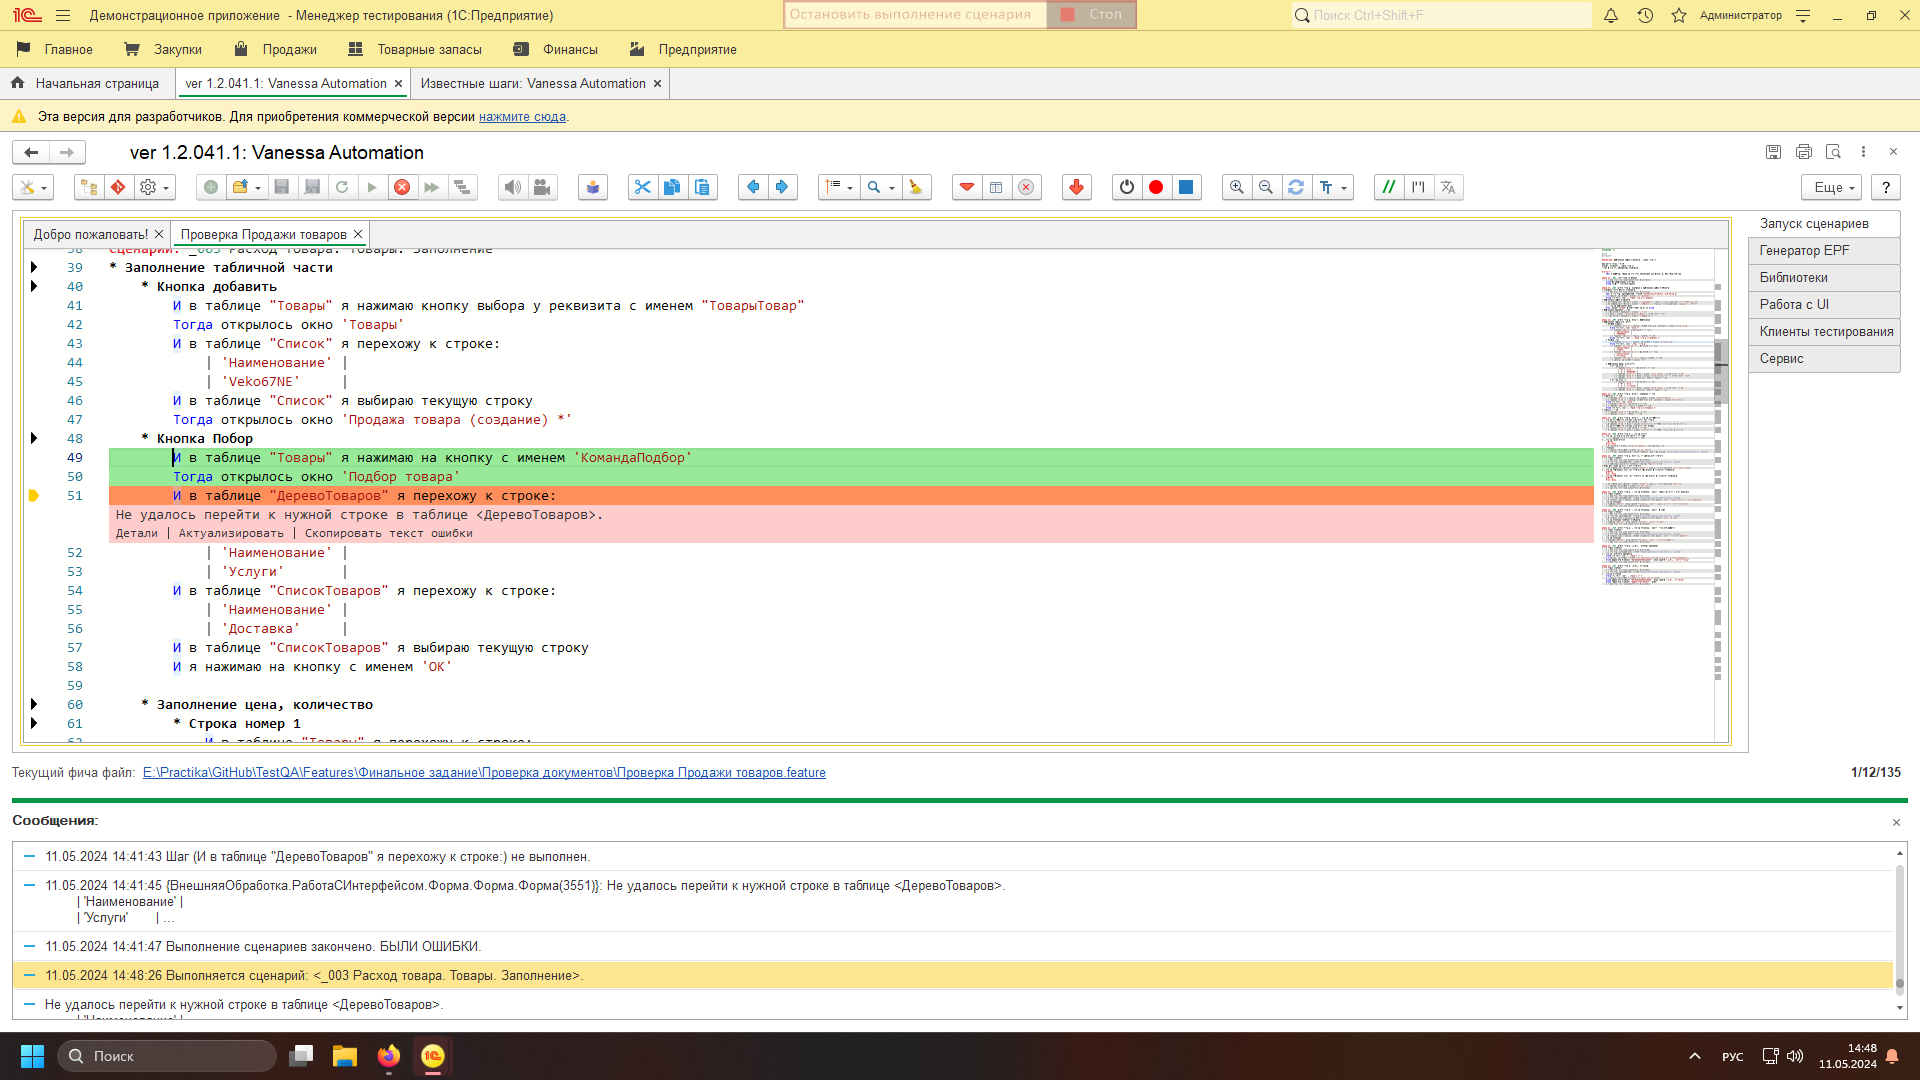 Демонстрационное приложение - Менеджер тестирования (1С:Предприятие)
Остановить выполнение сценария
Стоп
Поиск Ctrl+Shift+F
Администратор
Главное
Закупки
Продажи
Товарные запасы
Финансы
Предприятие
Начальная страница
ver 1.2.041.1: Vanessa Automation
Известные шаги: Vanessa Automation
Эта версия для разработчиков. Для приобретения коммерческой версии нажмите сюда.
ver 1.2.041.1: Vanessa Automation
Еще
?
Добро пожаловать!
Проверка Продажи товаров
Запуск сценариев
Генератор EPF
Библиотеки
Работа с UI
Клиенты тестирования
Сервис
38 Сценарий: _003 Расход товара. Товары. Заполнение
39 * Заполнение табличной части
40 * Кнопка добавить
41 И в таблице "Товары" я нажимаю кнопку выбора у реквизита с именем "ТоварыТовар"
42 Тогда открылось окно 'Товары'
43 И в таблице "Список" я перехожу к строке:
44 | 'Наименование' |
45 | 'Veko67NE' |
46 И в таблице "Список" я выбираю текущую строку
47 Тогда открылось окно 'Продажа товара (создание) *'
48 * Кнопка Побор
49 И в таблице "Товары" я нажимаю на кнопку с именем 'КомандаПодбор'
50 Тогда открылось окно 'Подбор товара'
51 И в таблице "ДеревоТоваров" я перехожу к строке:
Не удалось перейти к нужной строке в таблице <ДеревоТоваров>.
Детали | Актуализировать | Скопировать текст ошибки
52 | 'Наименование' |
53 | 'Услуги' |
54 И в таблице "СписокТоваров" я перехожу к строке:
55 | 'Наименование' |
56 | 'Доставка' |
57 И в таблице "СписокТоваров" я выбираю текущую строку
58 И я нажимаю на кнопку с именем 'ОК'
59
60 * Заполнение цена, количество
61 * Строка номер 1
62 И в таблице "Товары" я перехожу к строке:
Текущий фича файл: E:\Practika\GitHub\TestQA\Features\Финальное задание\Проверка документов\Проверка Продажи товаров.feature
1/12/135
Сообщения:
11.05.2024 14:41:43 Шаг (И в таблице "ДеревоТоваров" я перехожу к строке:) не выполнен.
11.05.2024 14:41:45 {ВнешняяОбработка.РаботаСИнтерфейсом.Форма.Форма.Форма(3551)}: Не удалось перейти к нужной строке в таблице <ДеревоТоваров>.
| 'Наименование' |
| 'Услуги' | ...
11.05.2024 14:41:47 Выполнение сценариев закончено. БЫЛИ ОШИБКИ.
11.05.2024 14:48:26 Выполняется сценарий: <_003 Расход товара. Товары. Заполнение>.
Не удалось перейти к нужной строке в таблице <ДеревоТоваров>.
| 'Наименование' |
Поиск
РУС
14:48
11.05.2024